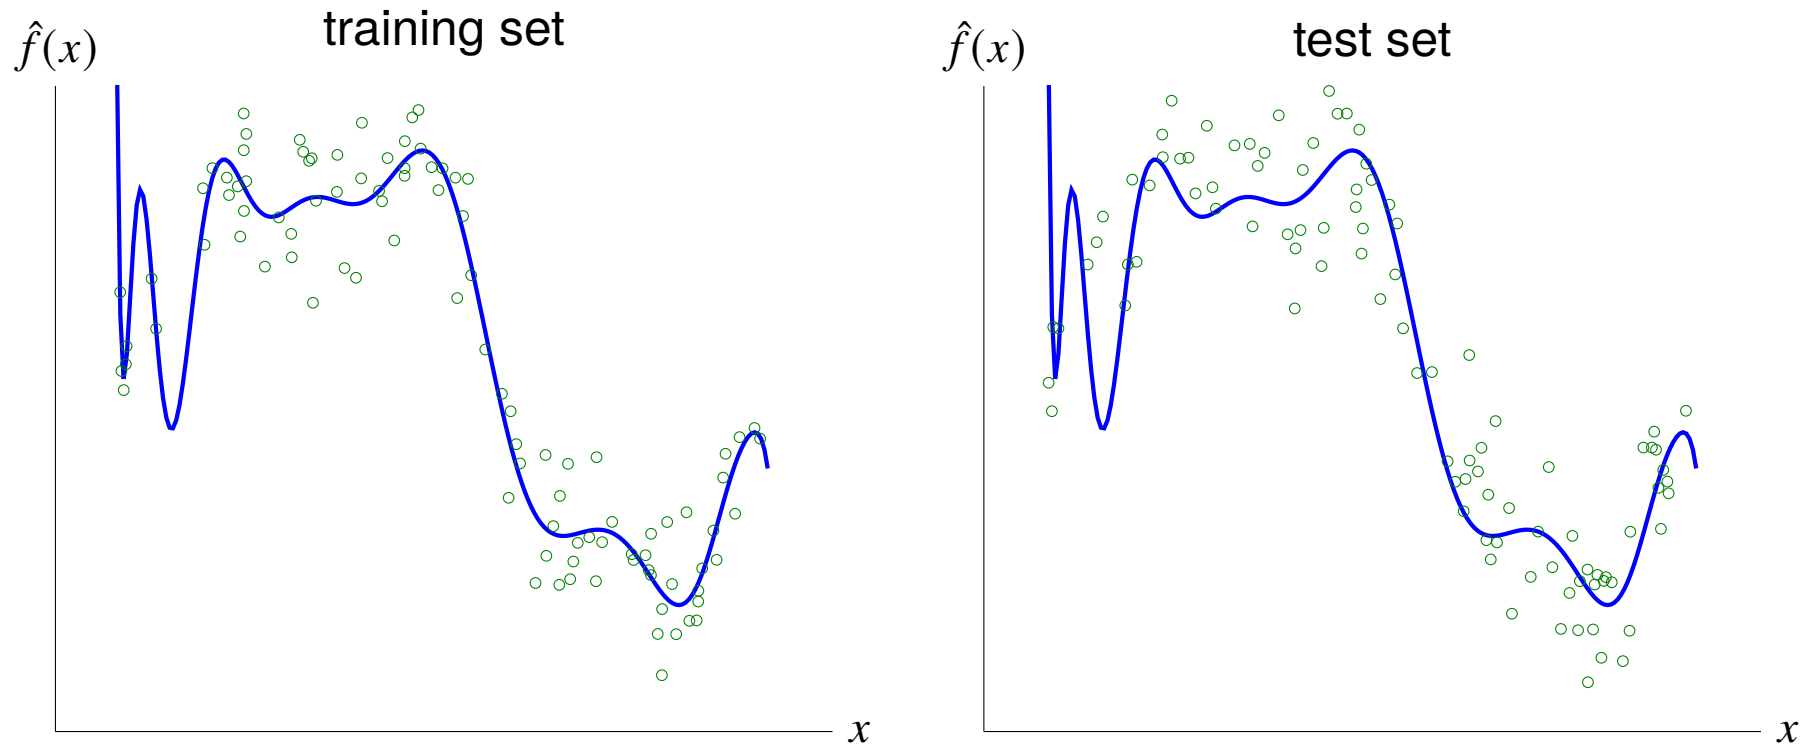 training set
f̂(x)
x
test set
f̂(x)
x